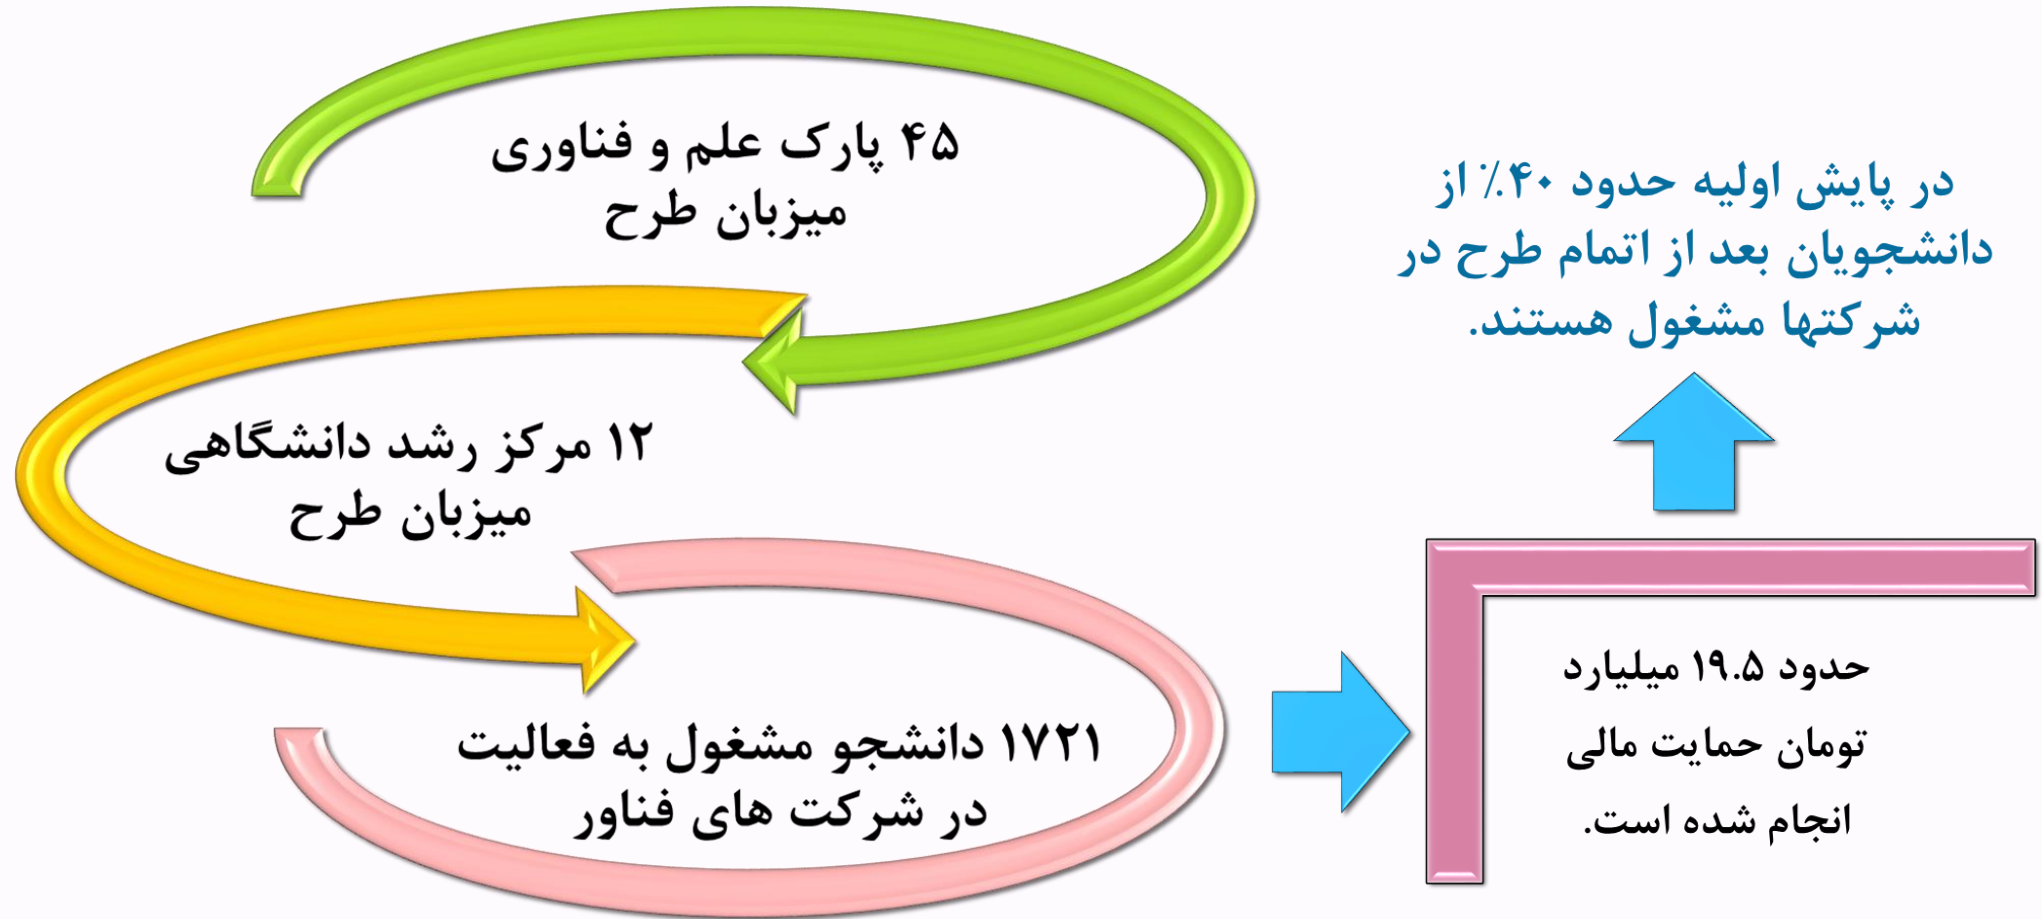 ۴۵ پارک علم و فناوری
میزبان طرح
۱۲ مرکز رشد دانشگاهی
میزبان طرح
۱۷۲۱ دانشجو مشغول به فعالیت
در شرکت های فناور
حدود ۱۹.۵ میلیارد
تومان حمایت مالی
انجام شده است.
در پایش اولیه حدود ۴۰٪ از
دانشجویان بعد از اتمام طرح در
شرکتها مشغول هستند.